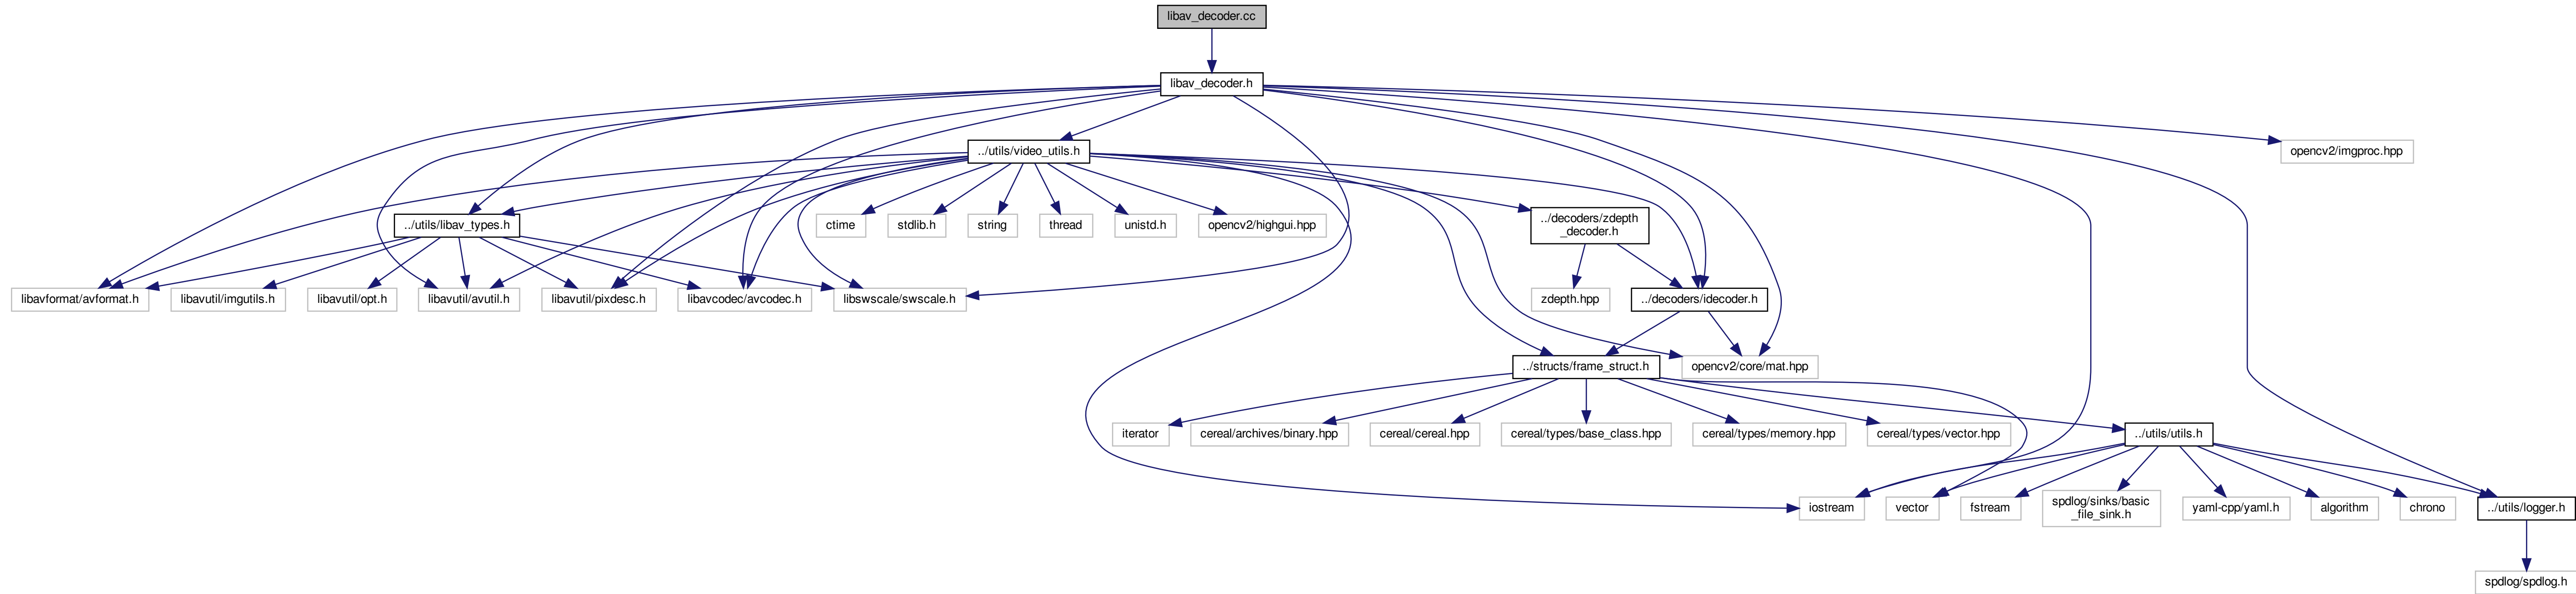 libav_decoder.cc
libav_decoder.h
../utils/video_utils.h
opencv2/imgproc.hpp
../utils/libav_types.h
ctime
stdlib.h
string
thread
unistd.h
opencv2/highgui.hpp
../decoders/zdepth
_decoder.h
libavformat/avformat.h
libavutil/imgutils.h
libavutil/opt.h
libavutil/avutil.h
libavutil/pixdesc.h
libavcodec/avcodec.h
libswscale/swscale.h
zdepth.hpp
../decoders/idecoder.h
../structs/frame_struct.h
opencv2/core/mat.hpp
iterator
cereal/archives/binary.hpp
cereal/cereal.hpp
cereal/types/base_class.hpp
cereal/types/memory.hpp
cereal/types/vector.hpp
../utils/utils.h
iostream
vector
fstream
spdlog/sinks/basic
_file_sink.h
yaml-cpp/yaml.h
algorithm
chrono
../utils/logger.h
spdlog/spdlog.h